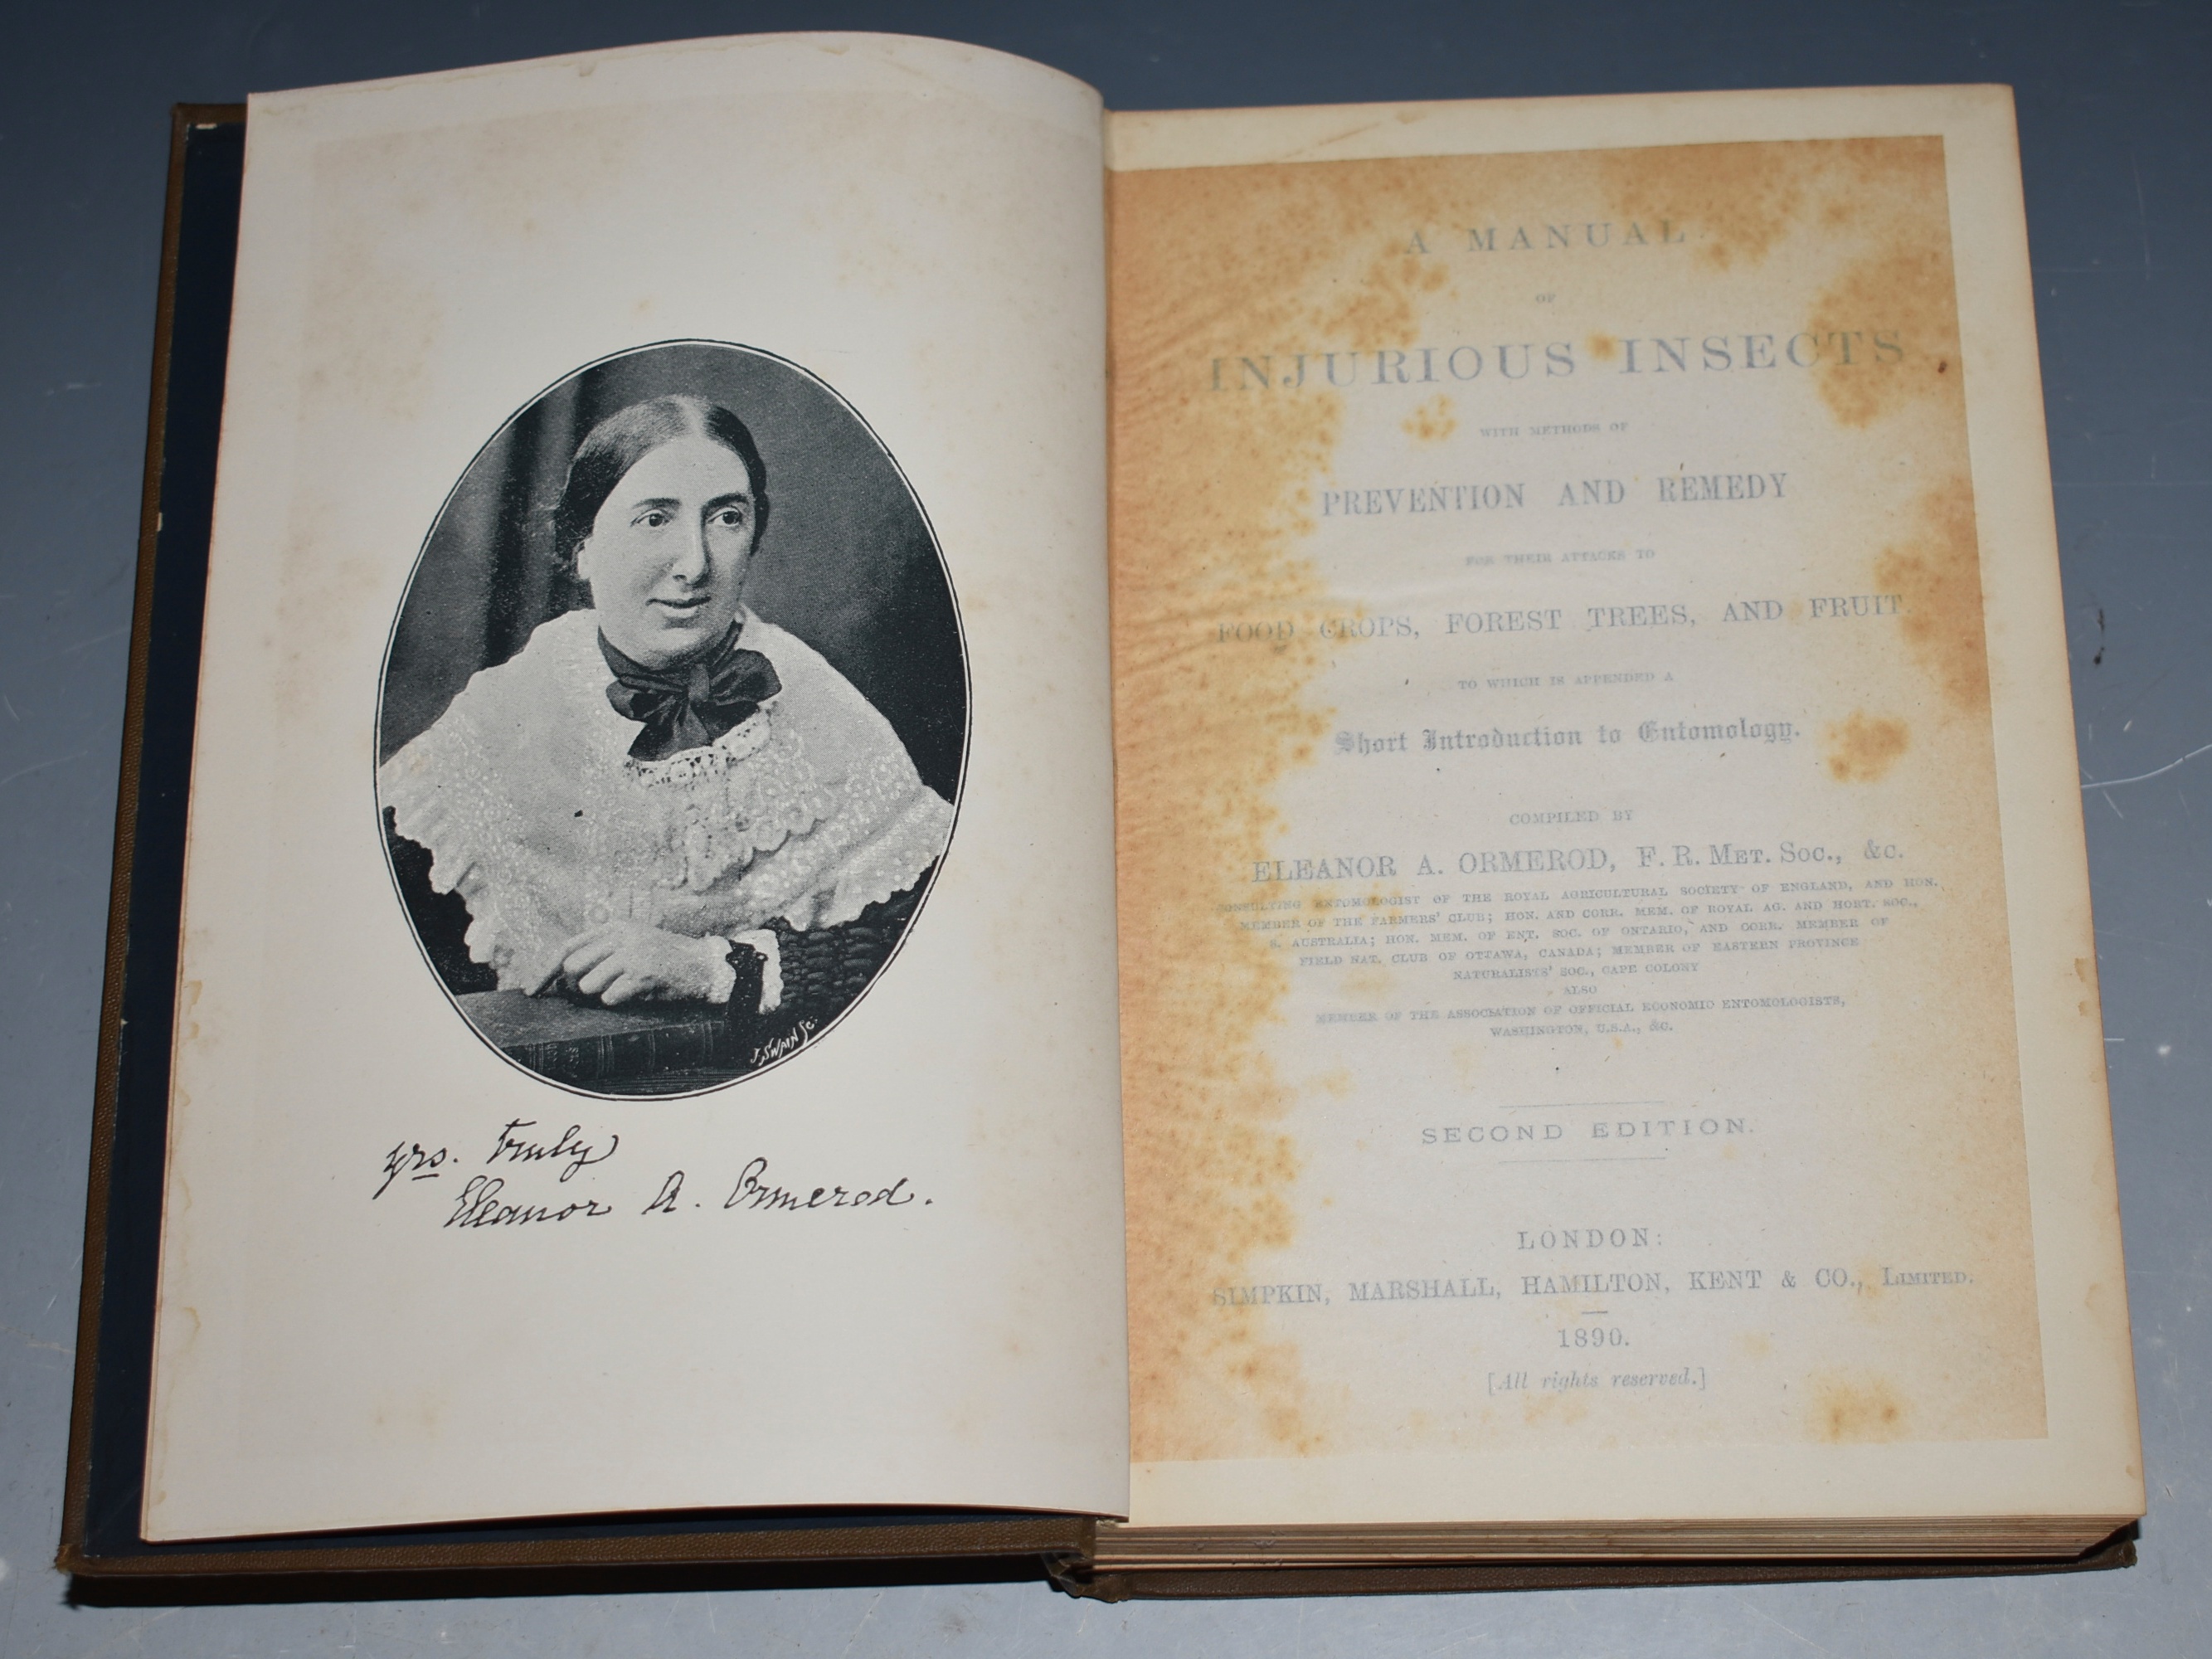 J. SWAIN Sc.
yrs. truly
Eleanor A. Ormerod.
A MANUAL
OF
INJURIOUS INSECTS
WITH METHODS OF
PREVENTION AND REMEDY
FOR THEIR ATTACKS TO
FOOD CROPS, FOREST TREES, AND FRUIT.
TO WHICH IS APPENDED A
Short Introduction to Entomology.
COMPILED BY
ELEANOR A. ORMEROD, F. R. MET. SOC., &c.
CONSULTING ENTOMOLOGIST OF THE ROYAL AGRICULTURAL SOCIETY OF ENGLAND, AND HON.
MEMBER OF THE FARMERS' CLUB; HON. AND CORR. MEM. OF ROYAL AG. AND HORT. SOC.,
S. AUSTRALIA; HON. MEM. OF ENT. SOC. OF ONTARIO, AND CORR. MEMBER OF
FIELD NAT. CLUB OF OTTAWA, CANADA; MEMBER OF EASTERN PROVINCE
NATURALISTS' SOC., CAPE COLONY
ALSO
MEMBER OF THE ASSOCIATION OF OFFICIAL ECONOMIC ENTOMOLOGISTS,
WASHINGTON, U.S.A., &c.
SECOND EDITION.
LONDON:
SIMPKIN, MARSHALL, HAMILTON, KENT & CO., LIMITED.
1890.
[All rights reserved.]